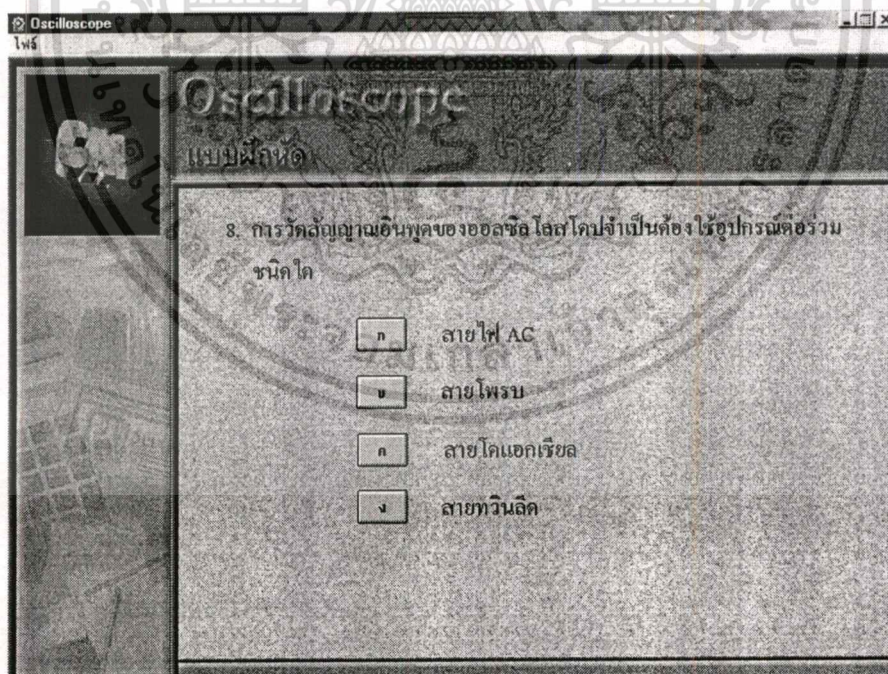 Oscilloscope
ไฟล์
Oscilloscope
แบบฝึกหัด
8. การวัดสัญญาณอินพุตของออสซิลโลสโคปจำเป็นต้องใช้อุปกรณ์ต่อร่วม
ชนิดใด
ก สายไฟ AC
ข สายโพรบ
ค สายโคแอกเชียล
ง สายทวินลีด